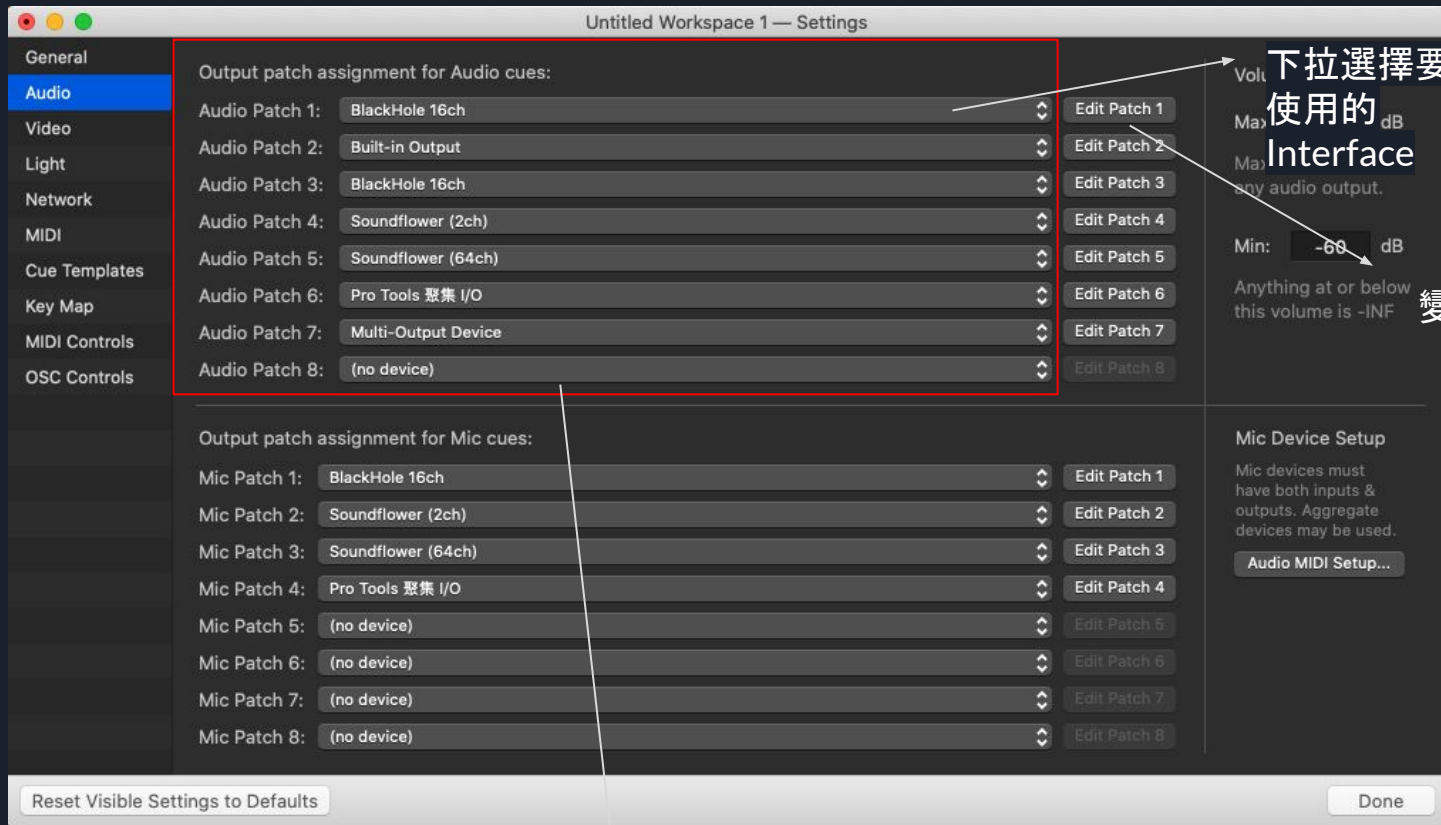 Untitled Workspace 1 — Settings
General
Audio
Video
Light
Network
MIDI
Cue Templates
Key Map
MIDI Controls
OSC Controls
Output patch assignment for Audio cues:
Audio Patch 1: BlackHole 16ch Edit Patch 1
Audio Patch 2: Built-in Output Edit Patch 2
Audio Patch 3: BlackHole 16ch Edit Patch 3
Audio Patch 4: Soundflower (2ch) Edit Patch 4
Audio Patch 5: Soundflower (64ch) Edit Patch 5
Audio Patch 6: Pro Tools 聚集 I/O Edit Patch 6
Audio Patch 7: Multi-Output Device Edit Patch 7
Audio Patch 8: (no device) Edit Patch 8
下拉選擇要
使用的
Interface
dB
any audio output.
Min: -60 dB
Anything at or below
this volume is -INF
Output patch assignment for Mic cues:
Mic Patch 1: BlackHole 16ch Edit Patch 1
Mic Patch 2: Soundflower (2ch) Edit Patch 2
Mic Patch 3: Soundflower (64ch) Edit Patch 3
Mic Patch 4: Pro Tools 聚集 I/O Edit Patch 4
Mic Patch 5: (no device) Edit Patch 5
Mic Patch 6: (no device) Edit Patch 6
Mic Patch 7: (no device) Edit Patch 7
Mic Patch 8: (no device) Edit Patch 8
Mic Device Setup
Mic devices must
have both inputs &
outputs. Aggregate
devices may be used.
Audio MIDI Setup...
Reset Visible Settings to Defaults
Done